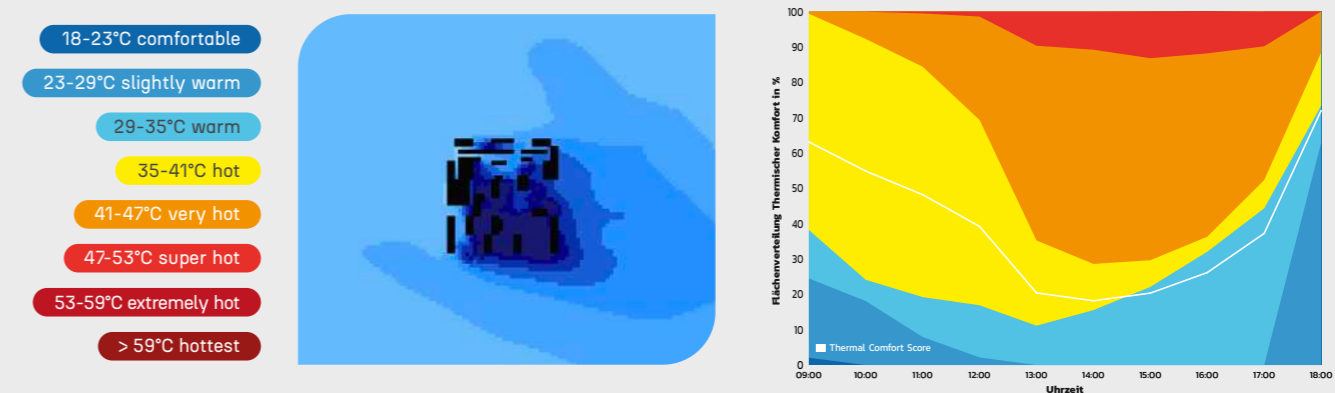 18-23°C comfortable
23-29°C slightly warm
29-35°C warm
35-41°C hot
41-47°C very hot
47-53°C super hot
53-59°C extremely hot
> 59°C hottest
Flächenverteilung Thermischer Komfort in %
100
90
80
70
60
50
40
30
20
10
0
Thermal Comfort Score
09:00 10:00 11:00 12:00 13:00 14:00 15:00 16:00 17:00 18:00
Uhrzeit